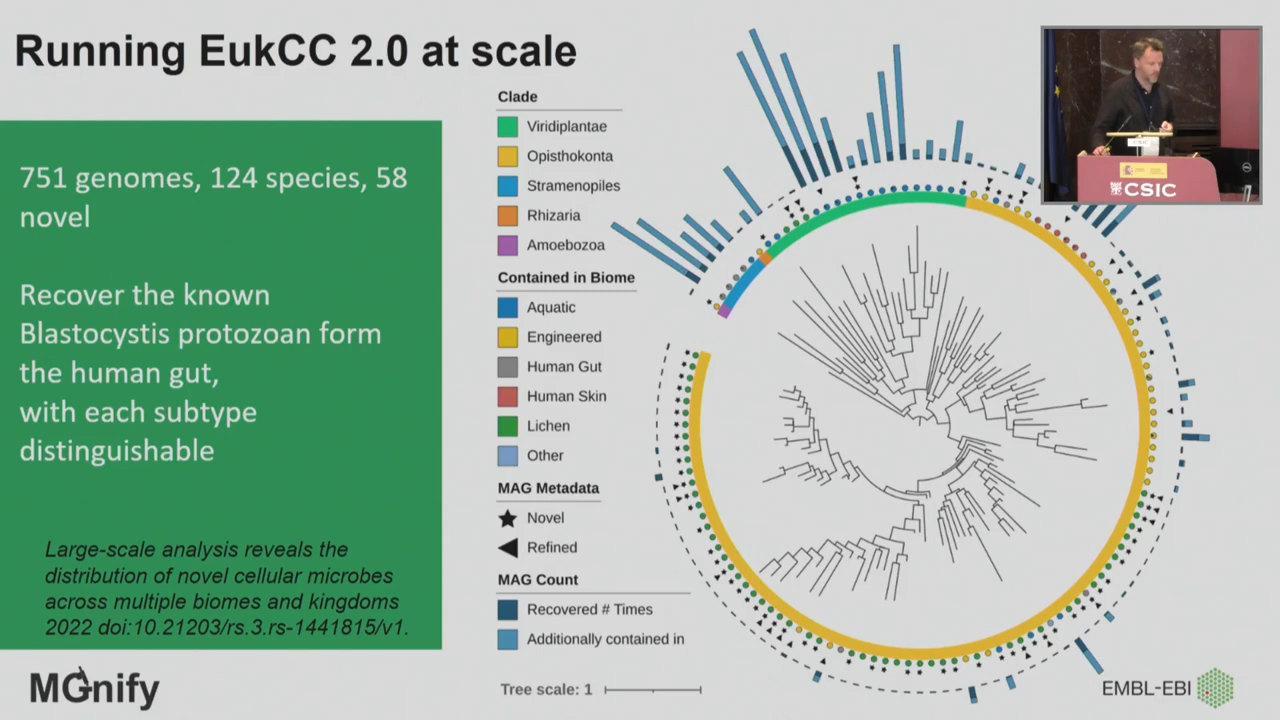 Running EukCC 2.0 at scale
751 genomes, 124 species, 58
novel
Recover the known
Blastocystis protozoan form
the human gut,
with each subtype
distinguishable
Large-scale analysis reveals the
distribution of novel cellular microbes
across multiple biomes and kingdoms
2022 doi:10.21203/rs.3.rs-1441815/v1.
MGnify
Clade
Viridiplantae
Opisthokonta
Stramenopiles
Rhizaria
Amoebozoa
Contained in Biome
Aquatic
Engineered
Human Gut
Human Skin
Lichen
Other
MAG Metadata
Novel
Refined
MAG Count
Recovered # Times
Additionally contained in
Tree scale: 1
CSIC
EMBL-EBI